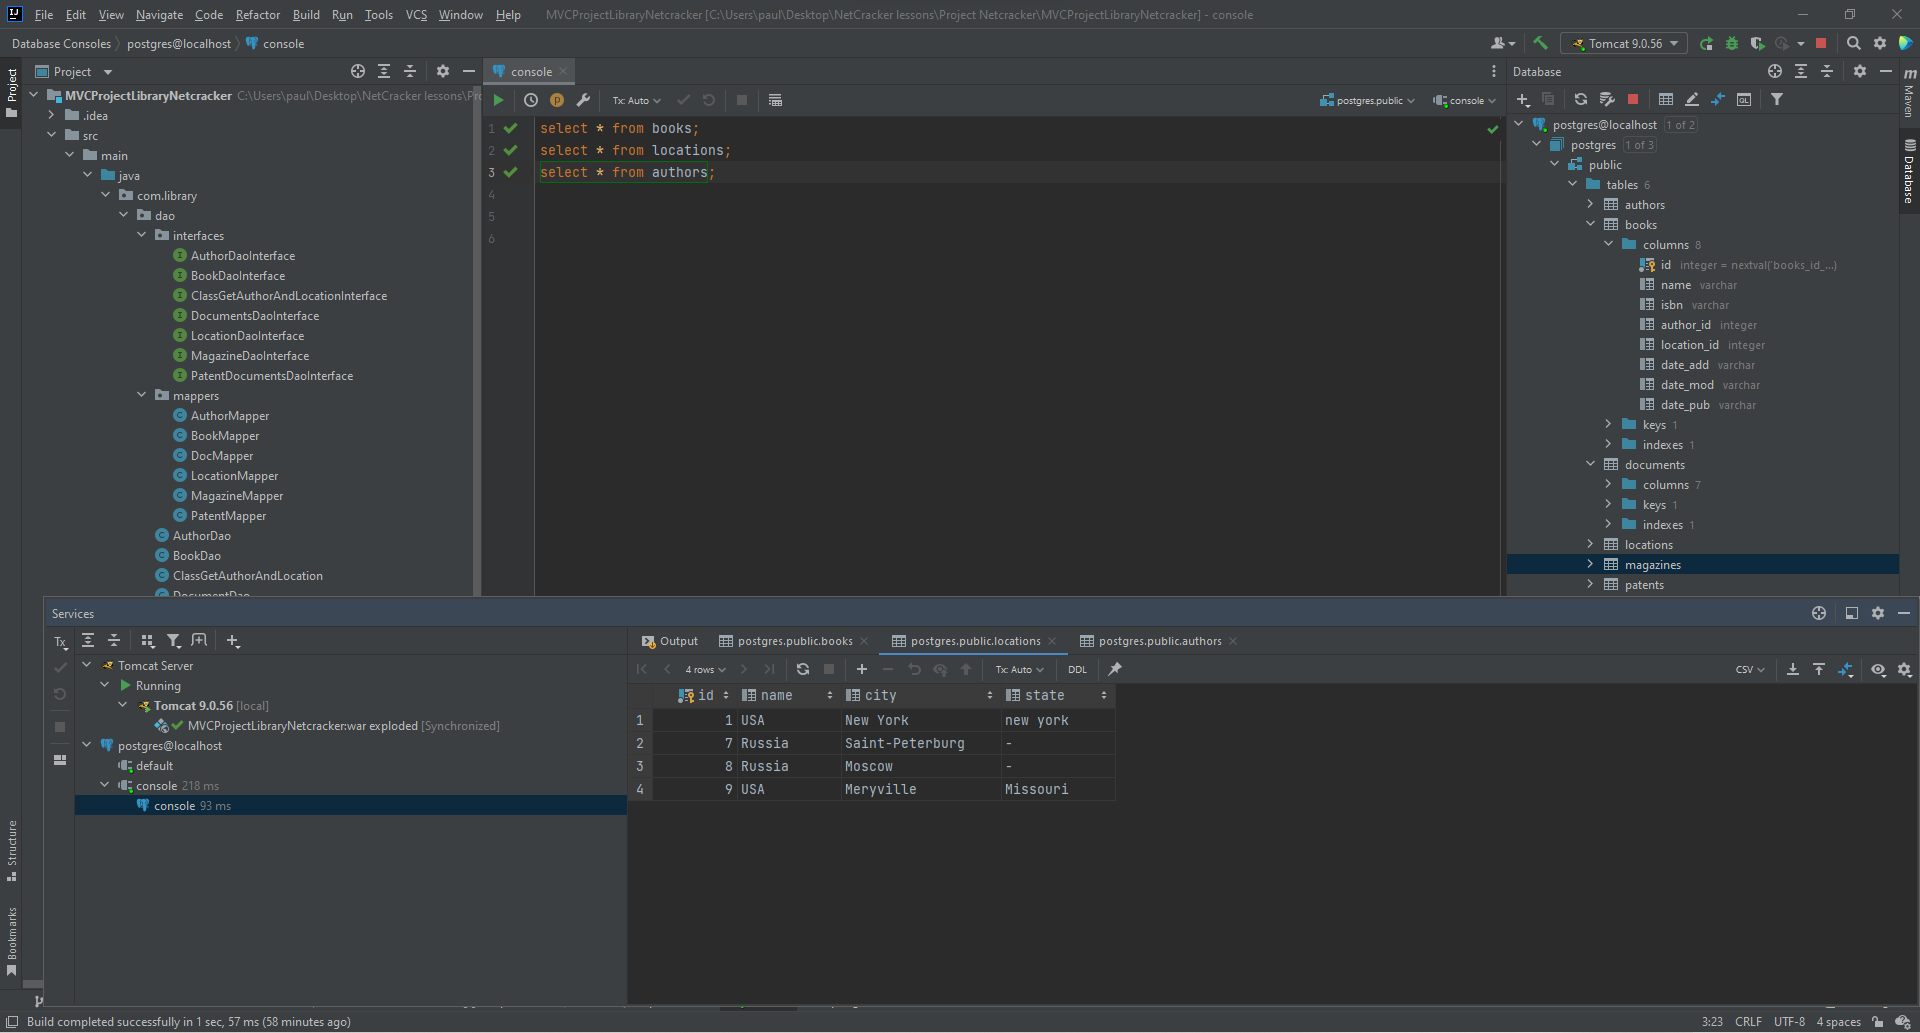 File Edit View Navigate Code Refactor Build Run Tools VCS Window Help MVCProjectLibraryNetcracker [C:\Users\paul\Desktop\NetCracker lessons\Project Netcracker\MVCProjectLibraryNetcracker] - console
Database Consoles postgres@localhost console Tomcat 9.0.56
Project
Project
MVCProjectLibraryNetcracker C:\Users\paul\Desktop\NetCracker lessons\Pr
.idea
src
main
java
com.library
dao
interfaces
AuthorDaoInterface
BookDaoInterface
ClassGetAuthorAndLocationInterface
DocumentsDaoInterface
LocationDaoInterface
MagazineDaoInterface
PatentDocumentsDaoInterface
mappers
AuthorMapper
BookMapper
DocMapper
LocationMapper
MagazineMapper
PatentMapper
AuthorDao
BookDao
ClassGetAuthorAndLocation
DocumentDao
console
Tx: Auto postgres.public console
1 select * from books;
2 select * from locations;
3 select * from authors;
4
5
6
Database
postgres@localhost 1 of 2
postgres 1 of 3
public
tables 6
authors
books
columns 8
id integer = nextval('books_id_...)
name varchar
isbn varchar
author_id integer
location_id integer
date_add varchar
date_mod varchar
date_pub varchar
keys 1
indexes 1
documents
columns 7
keys 1
indexes 1
locations
magazines
patents
Maven
Database
Services
Tx
Tomcat Server
Running
Tomcat 9.0.56 [local]
MVCProjectLibraryNetcracker:war exploded [Synchronized]
postgres@localhost
default
console 218 ms
console 93 ms
Output postgres.public.books postgres.public.locations postgres.public.authors
4 rows Tx: Auto DDL CSV
id name city state
1 1 USA New York new york
2 7 Russia Saint-Peterburg -
3 8 Russia Moscow -
4 9 USA Meryville Missouri
Structure
Bookmarks
Build completed successfully in 1 sec, 57 ms (58 minutes ago) 3:23 CRLF UTF-8 4 spaces